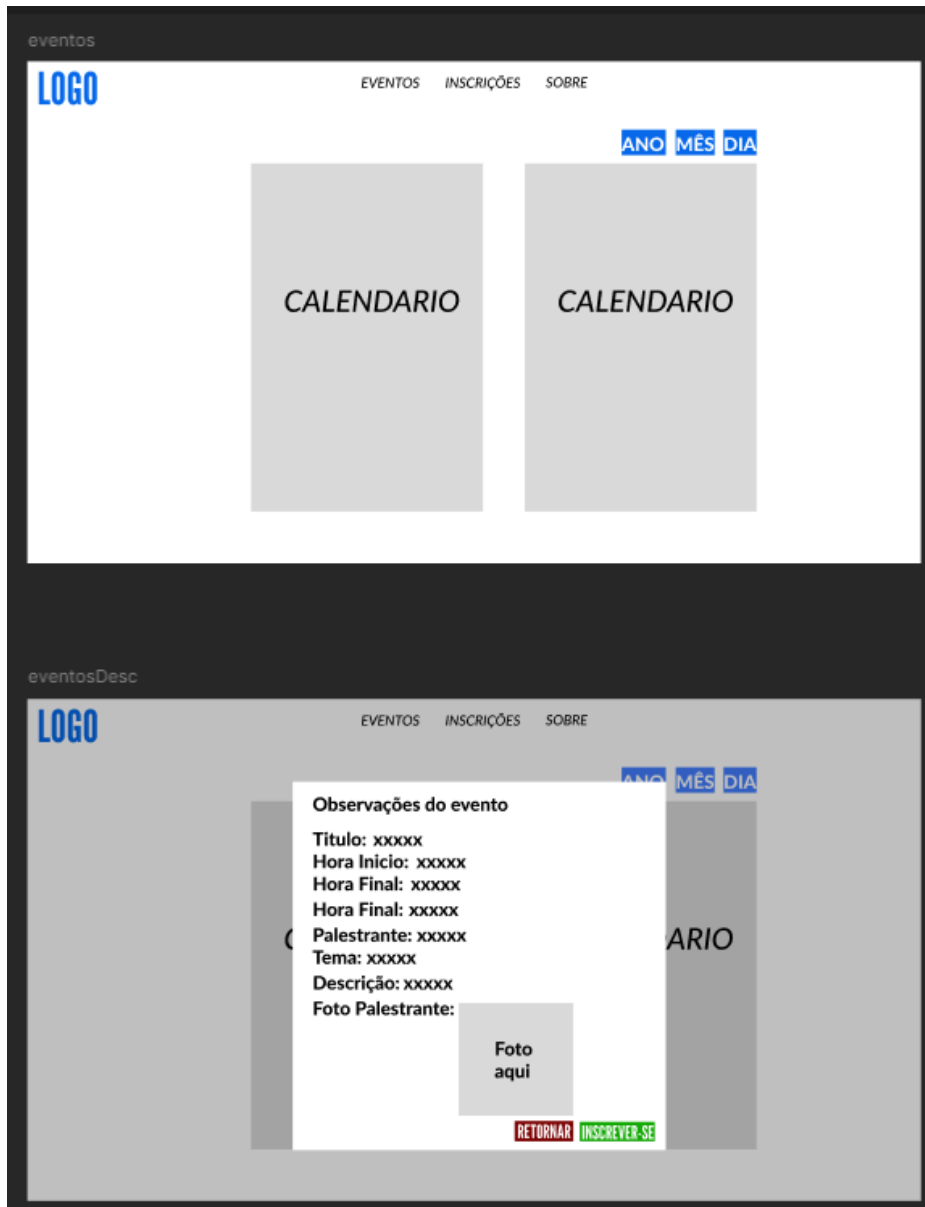 eventos
LOGO
EVENTOS INSCRIÇÕES SOBRE
ANO MÊS DIA
CALENDARIO CALENDARIO
eventosDesc
LOGO
EVENTOS INSCRIÇÕES SOBRE
ANO MÊS DIA
Observações do evento
Titulo: xxxxx
Hora Inicio: xxxxx
Hora Final: xxxxx
Hora Final: xxxxx
C ARIO
Palestrante: xxxxx
Tema: xxxxx
Descrição: xxxxx
Foto Palestrante:
Foto
aqui
RETORNAR INSCREVER-SE